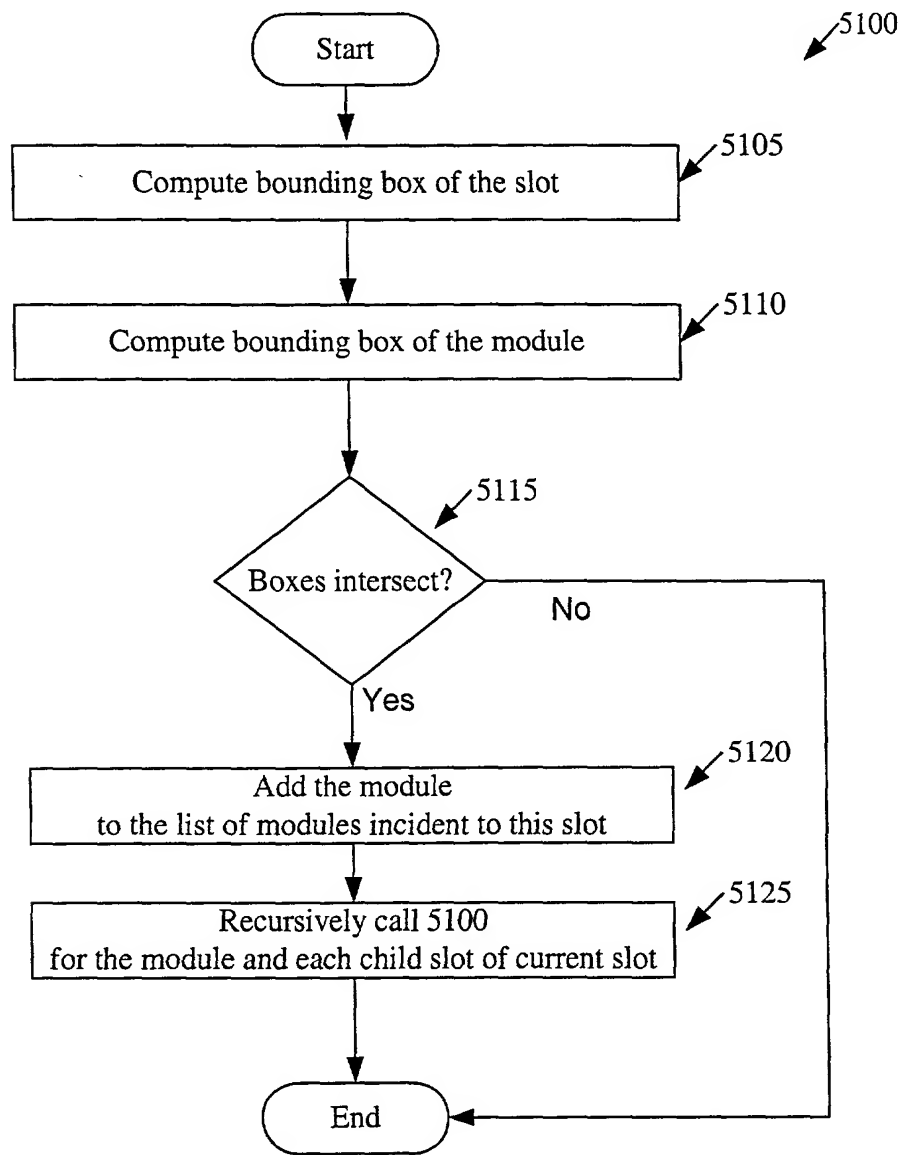 5100
Start
5105
Compute bounding box of the slot
5110
Compute bounding box of the module
5115
Boxes intersect?
No
Yes
5120
Add the module
to the list of modules incident to this slot
5125
Recursively call 5100
for the module and each child slot of current slot
End